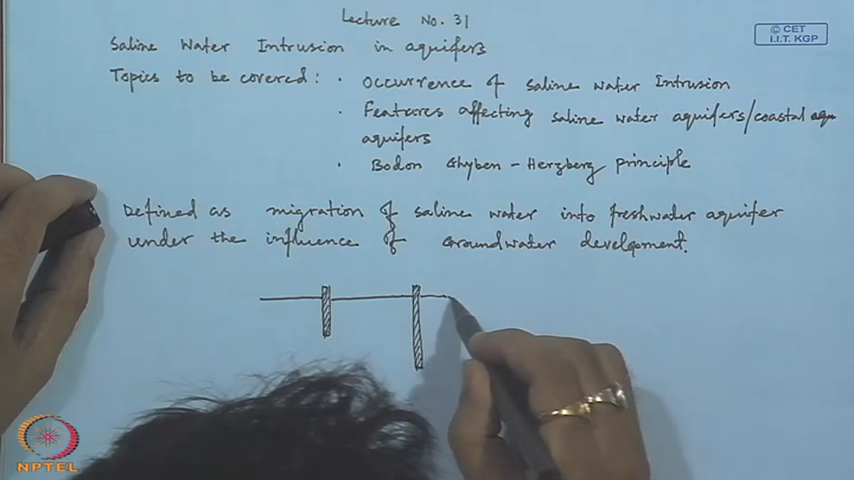 Lecture No. 31
© CET
I.I.T. KGP
Saline Water Intrusion in aquifers
Topics to be covered : · Occurrence of saline water Intrusion
· Features affecting saline water aquifers/coastal
aquifers
· Bodon Ghyben - Herzberg principle
Defined as migration of saline water into freshwater aquifer
under the influence of Groundwater development.
NPTEL